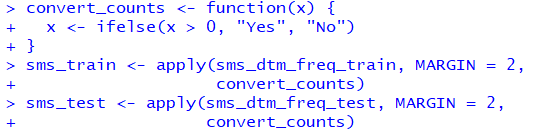 > convert_counts <- function(x) {
+   x <- ifelse(x > 0, "Yes", "No")
+ }
> sms_train <- apply(sms_dtm_freq_train, MARGIN = 2,
+                    convert_counts)
> sms_test <- apply(sms_dtm_freq_test, MARGIN = 2,
+                   convert_counts)